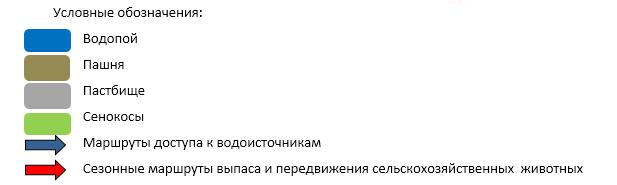 Условные обозначения:
Водопой
Пашня
Пастбище
Сенокосы
Маршруты доступа к водоисточникам
Сезонные маршруты выпаса и передвижения сельскохозяйственных животных